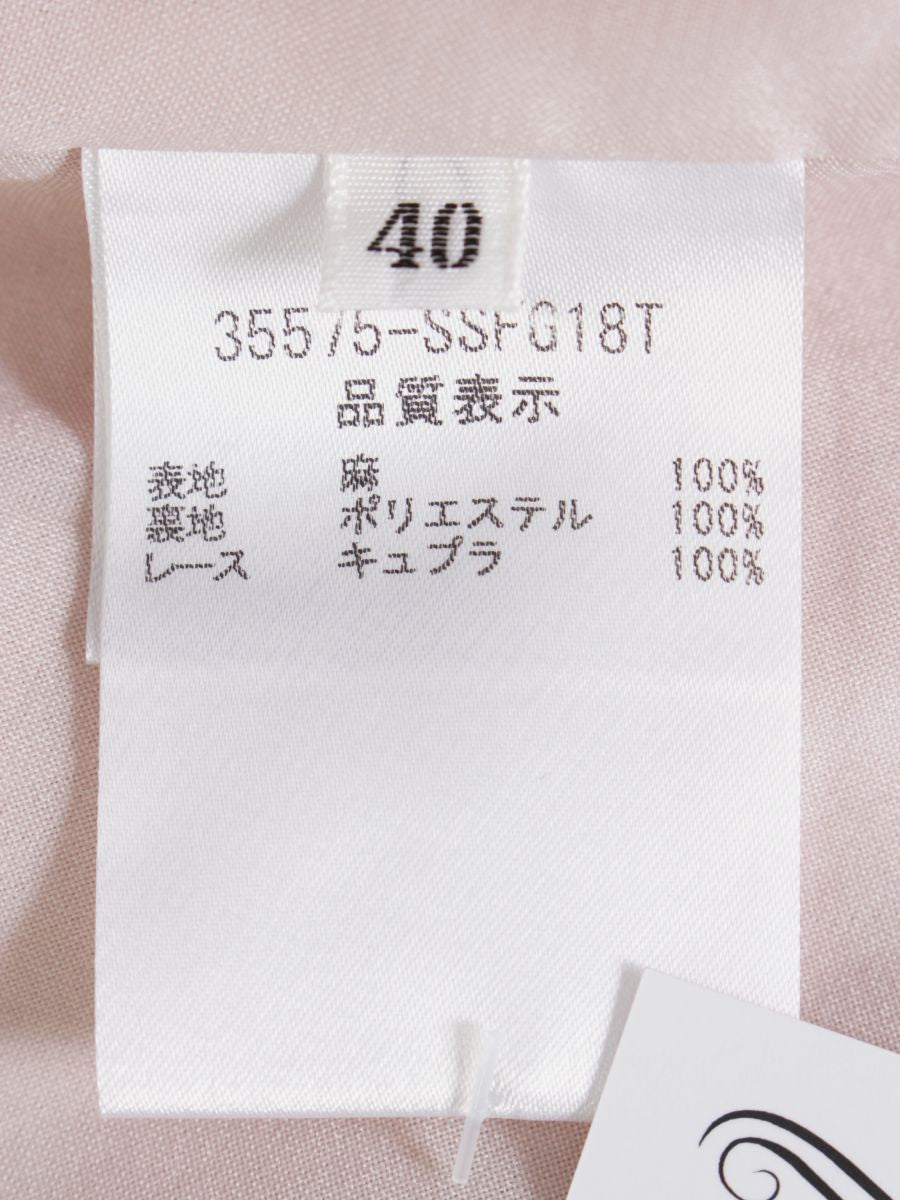 40
35575-SSFG18T
品質表示
表地 麻 100%
裏地 ポリエステル 100%
レース キュプラ 100%